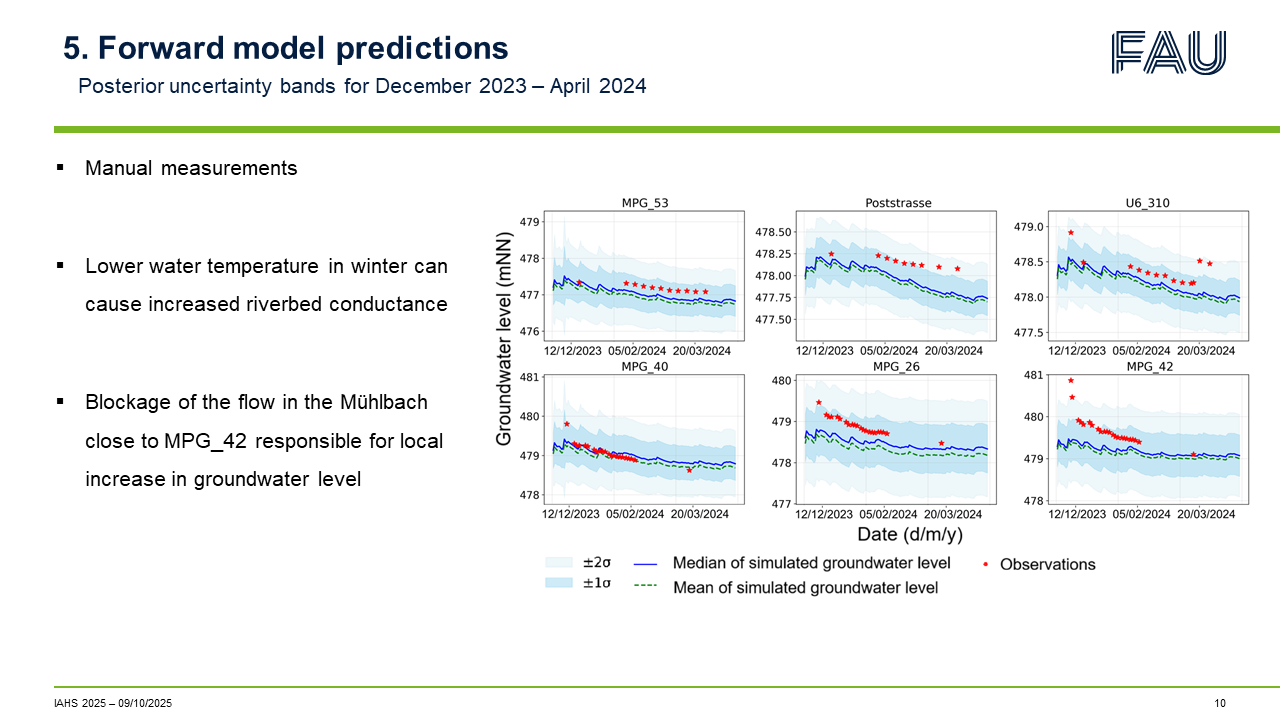 5. Forward model predictions
Posterior uncertainty bands for December 2023 – April 2024
FAU
▪ Manual measurements
▪ Lower water temperature in winter can
cause increased riverbed conductance
▪ Blockage of the flow in the Mühlbach
close to MPG_42 responsible for local
increase in groundwater level
Groundwater level (mNN)
MPG_53
479
478
477
476
12/12/2023 05/02/2024 20/03/2024
Poststrasse
478.50
478.25
478.00
477.75
477.50
12/12/2023 05/02/2024 20/03/2024
U6_310
479.0
478.5
478.0
477.5
12/12/2023 05/02/2024 20/03/2024
MPG_40
481
480
479
478
12/12/2023 05/02/2024 20/03/2024
MPG_26
480
479
478
477
12/12/2023 05/02/2024 20/03/2024
MPG_42
481
480
479
478
12/12/2023 05/02/2024 20/03/2024
Date (d/m/y)
±2σ
±1σ
Median of simulated groundwater level
Mean of simulated groundwater level
Observations
IAHS 2025 – 09/10/2025
10